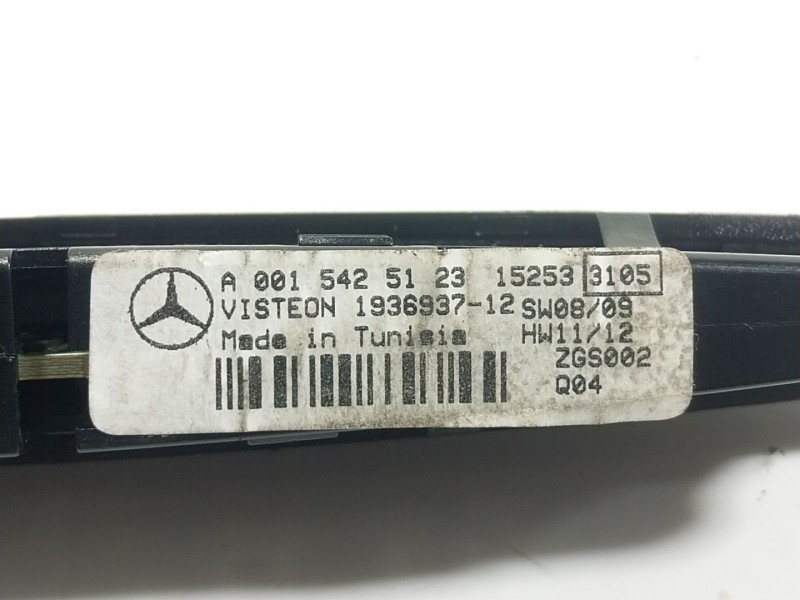 A 001 542 51 23 15253 3105
VISTEON 1936937-12 SW08/09
Made in Tunisia HW11/12
ZGS002
Q04